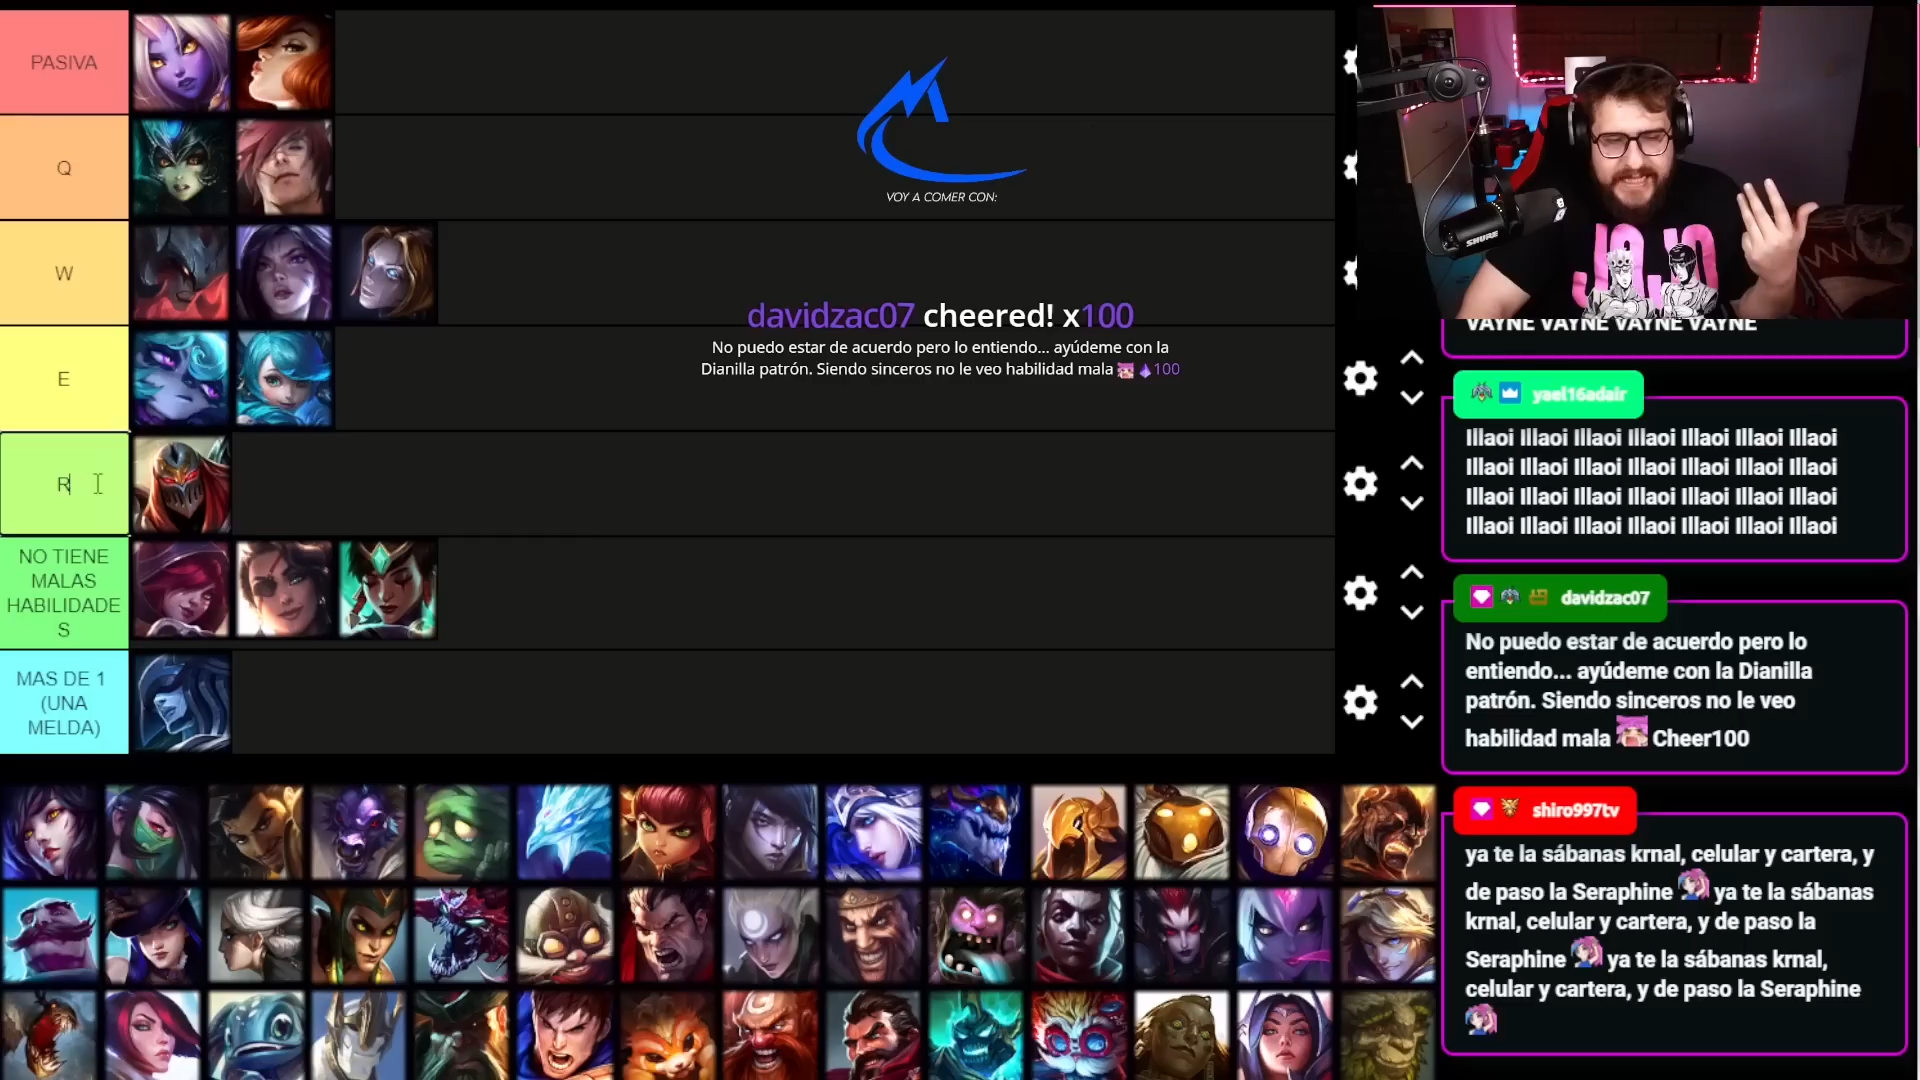 PASIVA
Q
W
E
R
NO TIENE
MALAS
HABILIDADE
S
MAS DE 1
(UNA
MELDA)
VOY A COMER CON:
davidzac07 cheered! x100
No puedo estar de acuerdo pero lo entiendo... ayúdeme con la
Dianilla patrón. Siendo sinceros no le veo habilidad mala 100
SHURE
JOJO
VAYNE VAYNE VAYNE VAYNE
yael16adair
Illaoi Illaoi Illaoi Illaoi Illaoi Illaoi Illaoi
Illaoi Illaoi Illaoi Illaoi Illaoi Illaoi Illaoi
Illaoi Illaoi Illaoi Illaoi Illaoi Illaoi Illaoi
Illaoi Illaoi Illaoi Illaoi Illaoi Illaoi Illaoi
davidzac07
No puedo estar de acuerdo pero lo
entiendo... ayúdeme con la Dianilla
patrón. Siendo sinceros no le veo
habilidad mala Cheer100
shiro997tv
ya te la sábanas krnal, celular y cartera, y
de paso la Seraphine ya te la sábanas
krnal, celular y cartera, y de paso la
Seraphine ya te la sábanas krnal,
celular y cartera, y de paso la Seraphine